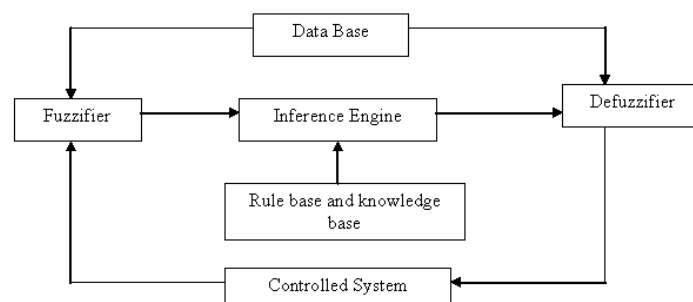 Data Base
Fuzzifier
Inference Engine
Defuzzifier
Rule base and knowledge
base
Controlled System